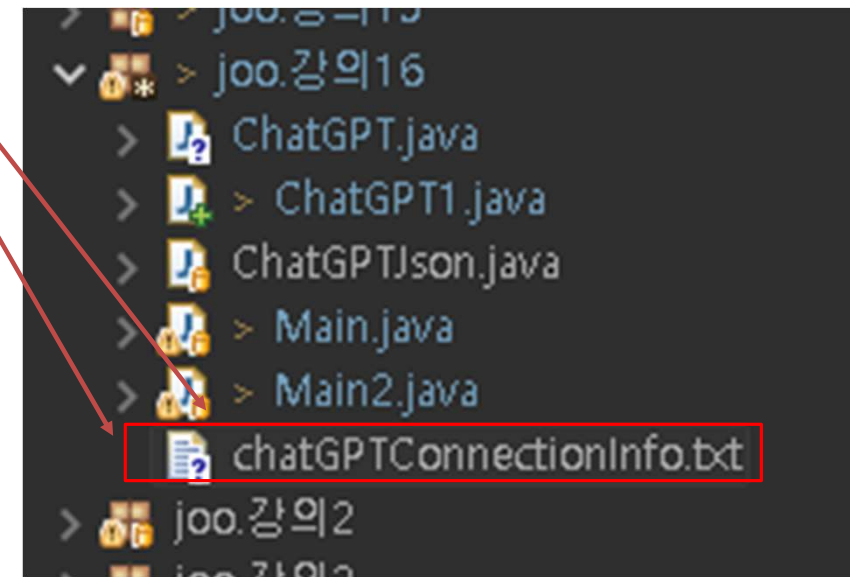 > joo.강의16
ChatGPT.java
> ChatGPT1.java
ChatGPTJson.java
> Main.java
> Main2.java
chatGPTConnectionInfo.txt
joo.강의2